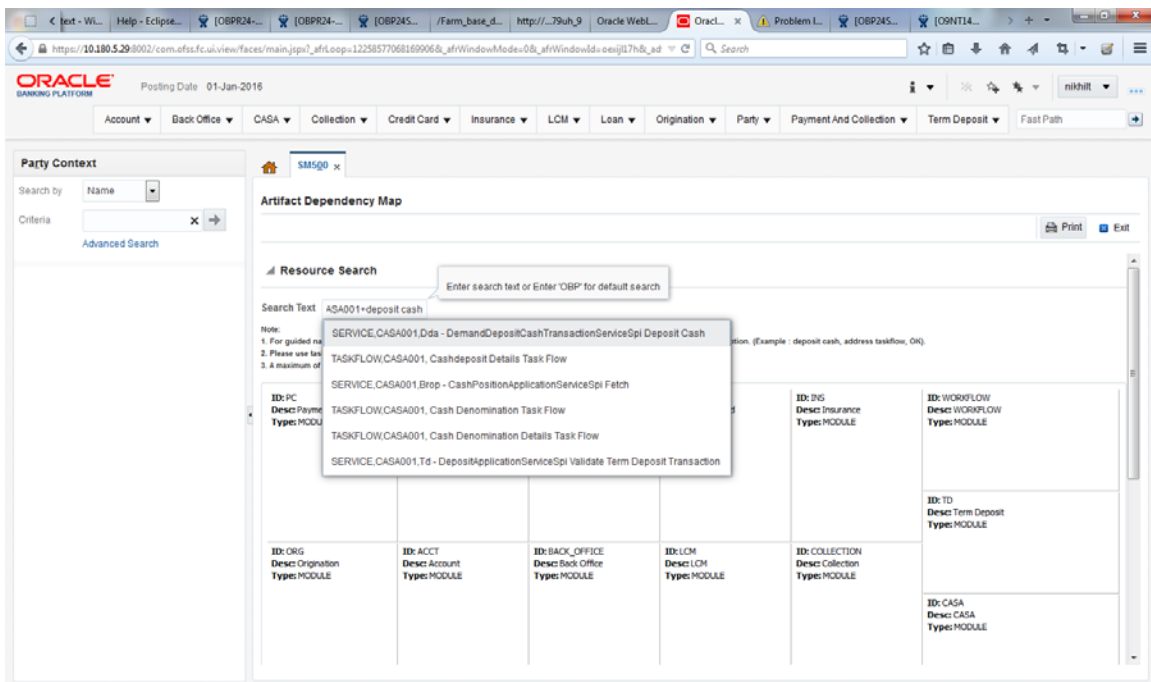 text - Wi... Help - Eclipse... [OBPR24-... [OBPR24-... [OBP24S... /Farm_base_d... http://...79uh_9 Oracle WebL... Oracl... Problem l... [OBP24S... [O9NT14...
https://10.180.5.29:8002/com.ofss.fc.ui.view/faces/main.jspx?_afrLoop=12258577068169906&_afrWindowMode=0&_afrWindowId=oexijl17h&_ad Search
ORACLE
BANKING PLATFORM
Posting Date 01-Jan-2016
nikhilt
Account Back Office CASA Collection Credit Card Insurance LCM Loan Origination Party Payment And Collection Term Deposit Fast Path
Party Context
Search by Name
Criteria
Advanced Search
SM500
Artifact Dependency Map
Print Exit
Resource Search
Enter search text or Enter 'OBP' for default search
Search Text ASA001+deposit cash
Note:
1. For guided na
ption. (Example : deposit cash, address taskflow, OK).
2. Please use tas
3. A maximum of
SERVICE,CASA001,Dda - DemandDepositCashTransactionServiceSpi Deposit Cash
TASKFLOW,CASA001, Cashdeposit Details Task Flow
SERVICE,CASA001,Brop - CashPositionApplicationServiceSpi Fetch
TASKFLOW,CASA001, Cash Denomination Task Flow
TASKFLOW,CASA001, Cash Denomination Details Task Flow
SERVICE,CASA001,Td - DepositApplicationServiceSpi Validate Term Deposit Transaction
ID: PC
Desc: Payme
Type: MODU
ID: INS
Desc: Insurance
Type: MODULE
ID: WORKFLOW
Desc: WORKFLOW
Type: MODULE
ID: TD
Desc: Term Deposit
Type: MODULE
ID: ORG
Desc: Origination
Type: MODULE
ID: ACCT
Desc: Account
Type: MODULE
ID: BACK_OFFICE
Desc: Back Office
Type: MODULE
ID: LCM
Desc: LCM
Type: MODULE
ID: COLLECTION
Desc: Collection
Type: MODULE
ID: CASA
Desc: CASA
Type: MODULE